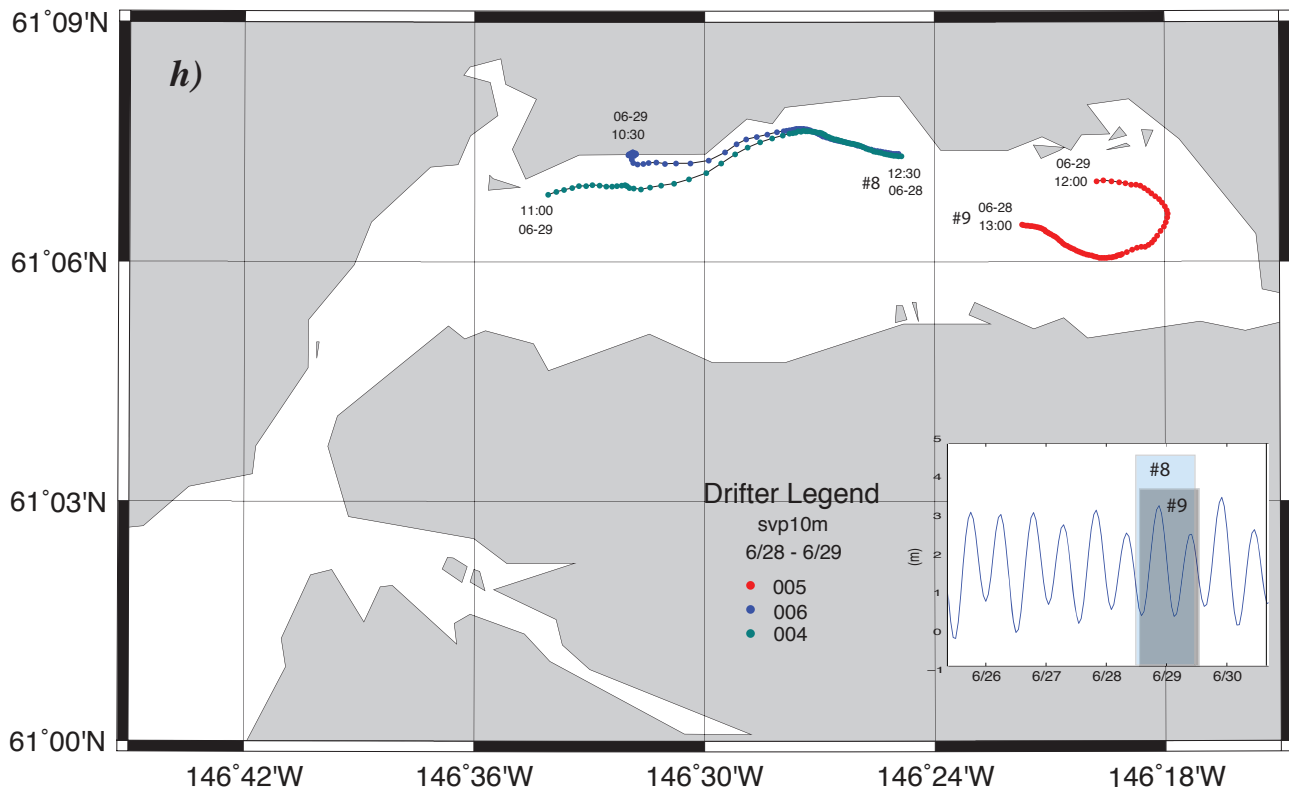 61°09'N
h)
06-29
10:30
#8
12:30
06-28
06-29
12:00
#9
06-28
13:00
11:00
06-29
61°06'N
61°03'N
61°00'N
Drifter Legend
svp10m
6/28 - 6/29
005
006
004
5
4
3
2
1
0
−1
(m)
#8
#9
6/26
6/27
6/28
6/29
6/30
146°42'W
146°36'W
146°30'W
146°24'W
146°18'W